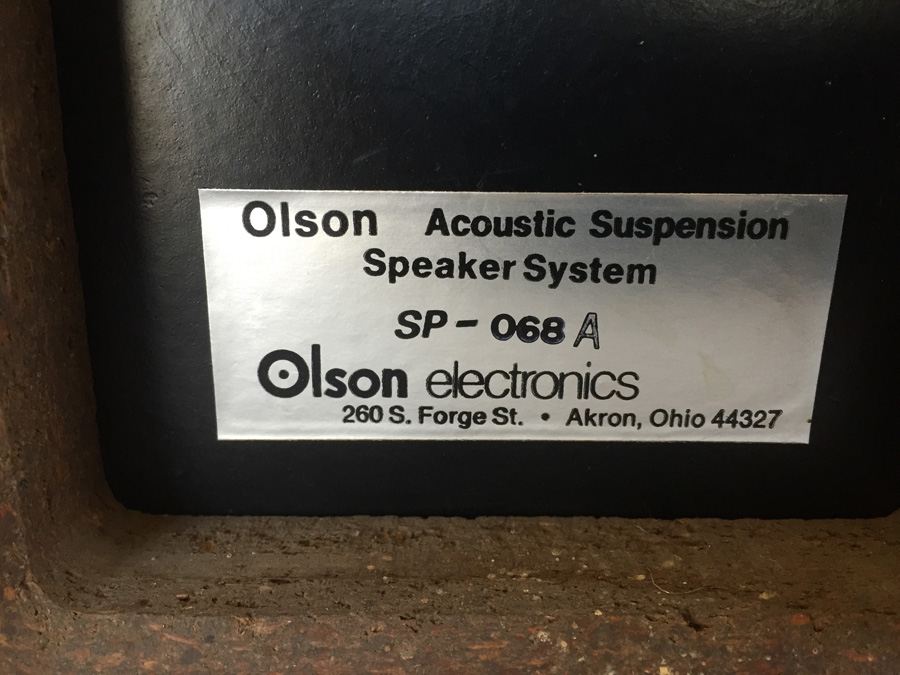 Olson Acoustic Suspension
Speaker System
SP - 068 A
Olson electronics
260 S. Forge St. • Akron, Ohio 44327